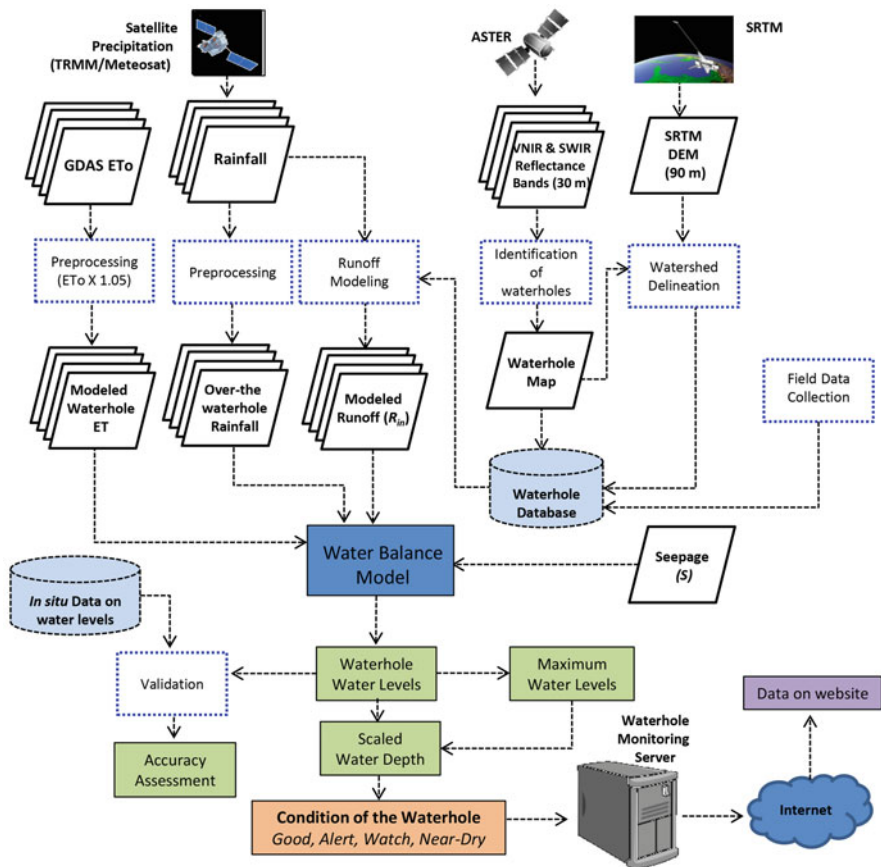 Satellite
Precipitation
(TRMM/Meteosat)
ASTER
SRTM
GDAS ETo
Rainfall
VNIR & SWIR
Reflectance
Bands (30 m)
SRTM
DEM
(90 m)
Preprocessing
(ETo X 1.05)
Preprocessing
Runoff
Modeling
Identification
of
waterholes
Watershed
Delineation
Modeled
Waterhole
ET
Over-the
waterhole
Rainfall
Modeled
Runoff (Rin)
Waterhole
Map
Field Data
Collection
Waterhole
Database
Water Balance
Model
Seepage
(S)
In situ Data on
water levels
Validation
Waterhole
Water Levels
Maximum
Water Levels
Data on website
Accuracy
Assessment
Scaled
Water Depth
Waterhole
Monitoring
Server
Condition of the Waterhole
Good, Alert, Watch, Near-Dry
Internet